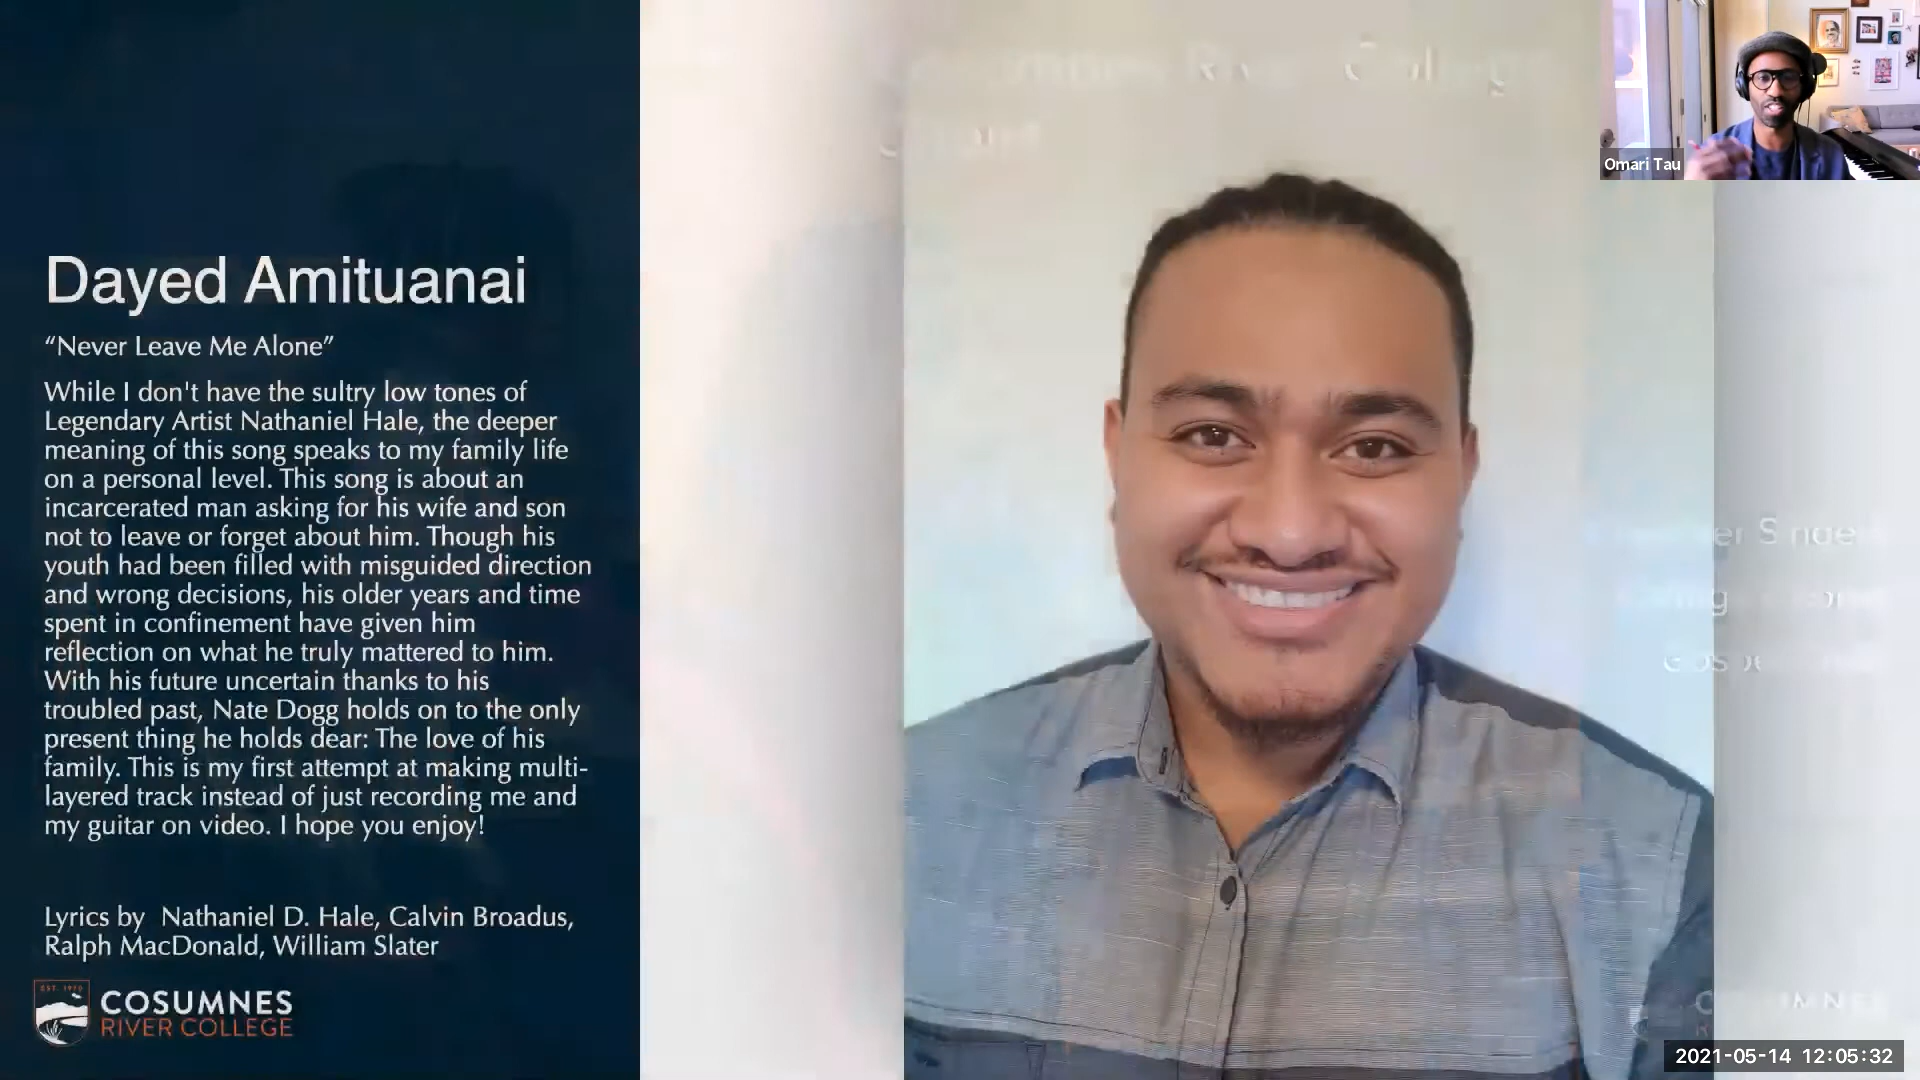 Dayed Amituanai
“Never Leave Me Alone”
While I don't have the sultry low tones of
Legendary Artist Nathaniel Hale, the deeper
meaning of this song speaks to my family life
on a personal level. This song is about an
incarcerated man asking for his wife and son
not to leave or forget about him. Though his
youth had been filled with misguided direction
and wrong decisions, his older years and time
spent in confinement have given him
reflection on what he truly mattered to him.
With his future uncertain thanks to his
troubled past, Nate Dogg holds on to the only
present thing he holds dear: The love of his
family. This is my first attempt at making multi-
layered track instead of just recording me and
my guitar on video. I hope you enjoy!
Lyrics by Nathaniel D. Hale, Calvin Broadus,
Ralph MacDonald, William Slater
EST. 1970
COSUMNES
RIVER COLLEGE
River College
Omari Tau
2021-05-14 12:05:32